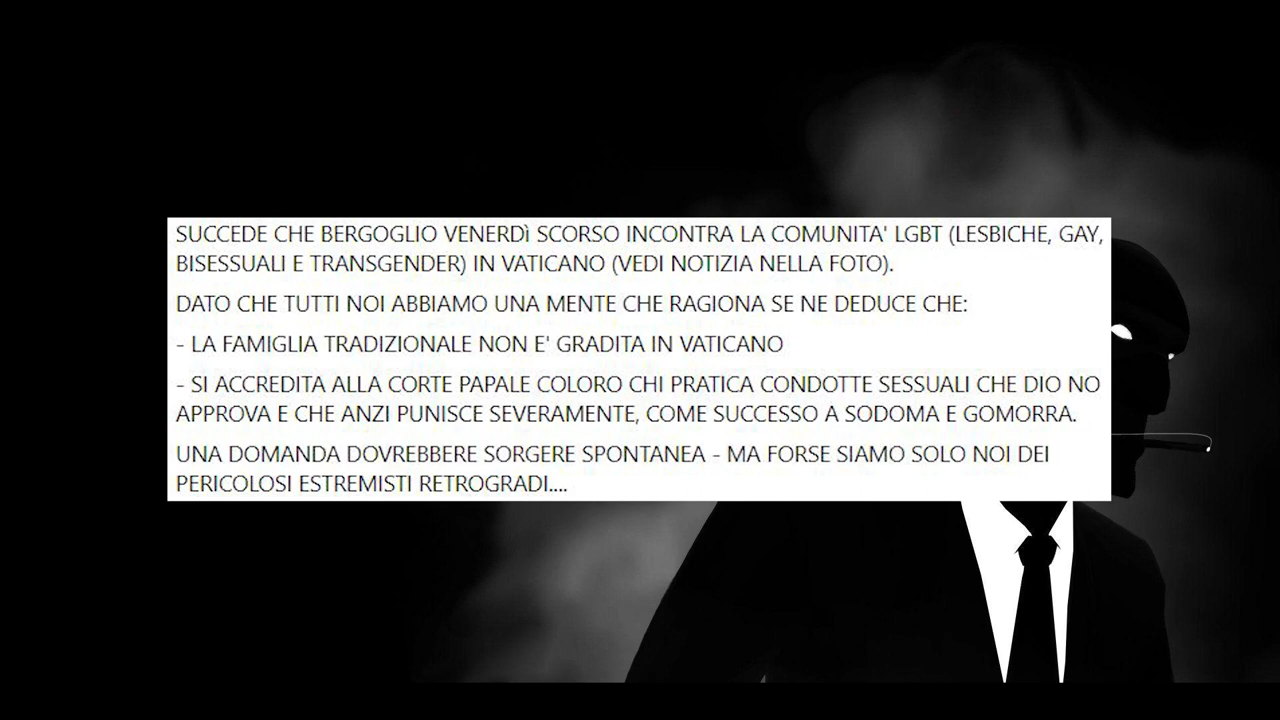 SUCCEDE CHE BERGOGLIO VENERDÌ SCORSO INCONTRA LA COMUNITA' LGBT (LESBICHE, GAY,
BISESSUALI E TRANSGENDER) IN VATICANO (VEDI NOTIZIA NELLA FOTO).
DATO CHE TUTTI NOI ABBIAMO UNA MENTE CHE RAGIONA SE NE DEDUCE CHE:
- LA FAMIGLIA TRADIZIONALE NON E' GRADITA IN VATICANO
- SI ACCREDITA ALLA CORTE PAPALE COLORO CHI PRATICA CONDOTTE SESSUALI CHE DIO NO
APPROVA E CHE ANZI PUNISCE SEVERAMENTE, COME SUCCESSO A SODOMA E GOMORRA.
UNA DOMANDA DOVREBBERE SORGERE SPONTANEA - MA FORSE SIAMO SOLO NOI DEI
PERICOLOSI ESTREMISTI RETROGRADI....